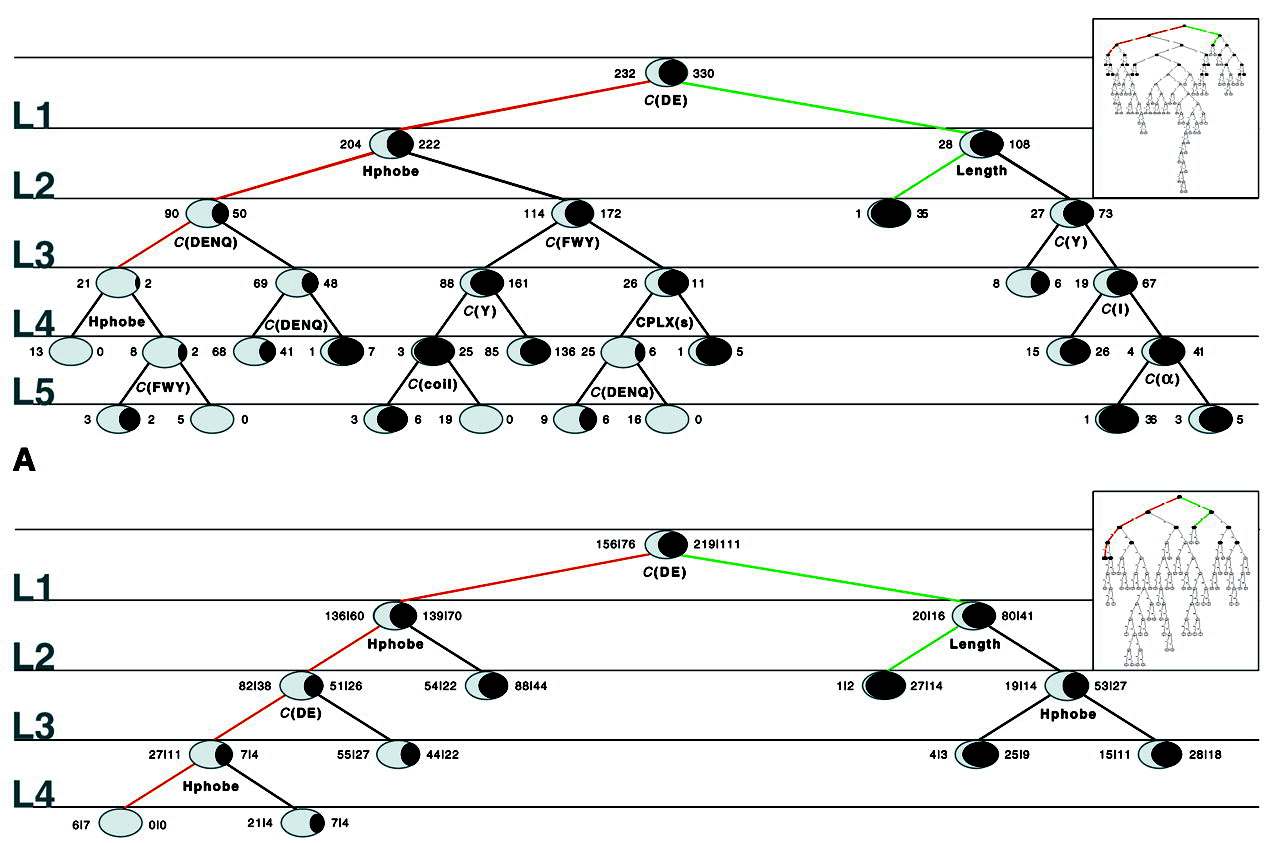 232 330
C(DE)
L1
204 222 28 108
Hphobe Length
L2
90 50 114 172 1 35 27 73
C(DENQ) C(FWY) C(Y)
L3
21 2 69 48 88 161 26 11 8 6 19 67
Hphobe C(DENQ) C(Y) CPLX(s) C(I)
L4
13 0 8 2 68 41 1 7 3 25 85 136 25 6 1 5 15 26 4 41
C(FWY) C(coil) C(DENQ) C(α)
L5
3 2 5 0 3 6 19 0 9 6 16 0 1 36 3 5
A
156|76 219|111
C(DE)
L1
136|60 139|70 20|16 80|41
Hphobe Length
L2
82|38 51|26 54|22 88|44 1|2 27|14 19|14 53|27
C(DE) Hphobe
L3
27|11 7|4 55|27 44|22 4|3 25|9 15|11 28|18
Hphobe
L4
6|7 0|0 21|4 7|4